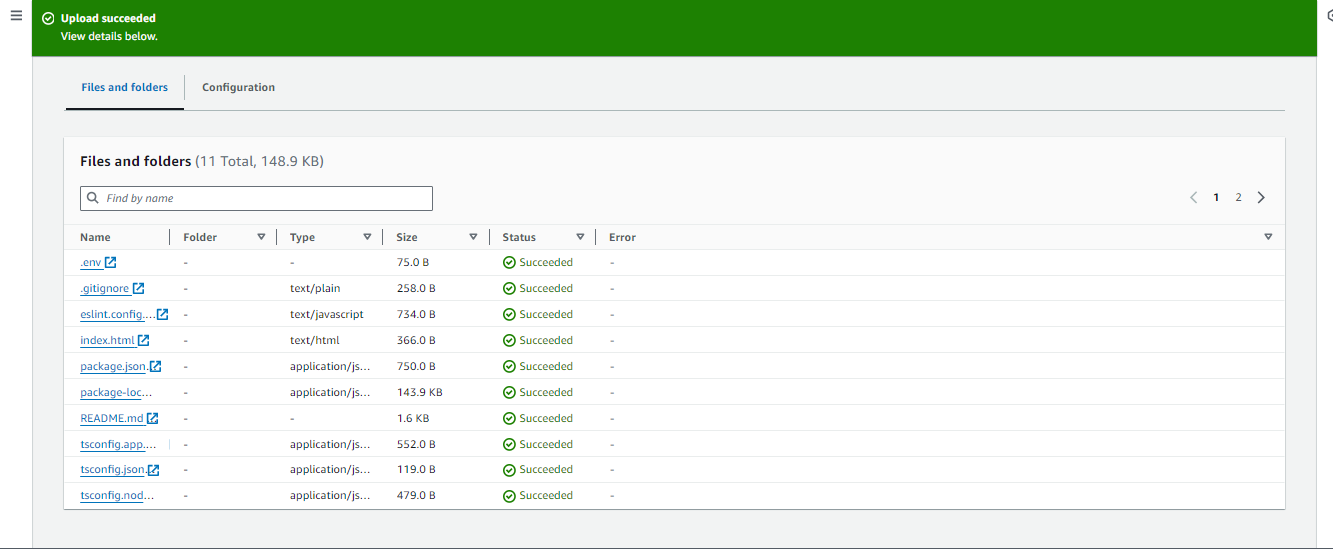 Upload succeeded
View details below.
Files and folders
Configuration
Files and folders (11 Total, 148.9 KB)
Find by name
1 2
Name Folder Type Size Status Error
.env - - 75.0 B Succeeded -
.gitignore - text/plain 258.0 B Succeeded -
eslint.config.... - text/javascript 734.0 B Succeeded -
index.html - text/html 366.0 B Succeeded -
package.json - application/js... 750.0 B Succeeded -
package-loc... - application/js... 143.9 KB Succeeded -
README.md - - 1.6 KB Succeeded -
tsconfig.app.... - application/js... 552.0 B Succeeded -
tsconfig.json - application/js... 119.0 B Succeeded -
tsconfig.nod... - application/js... 479.0 B Succeeded -